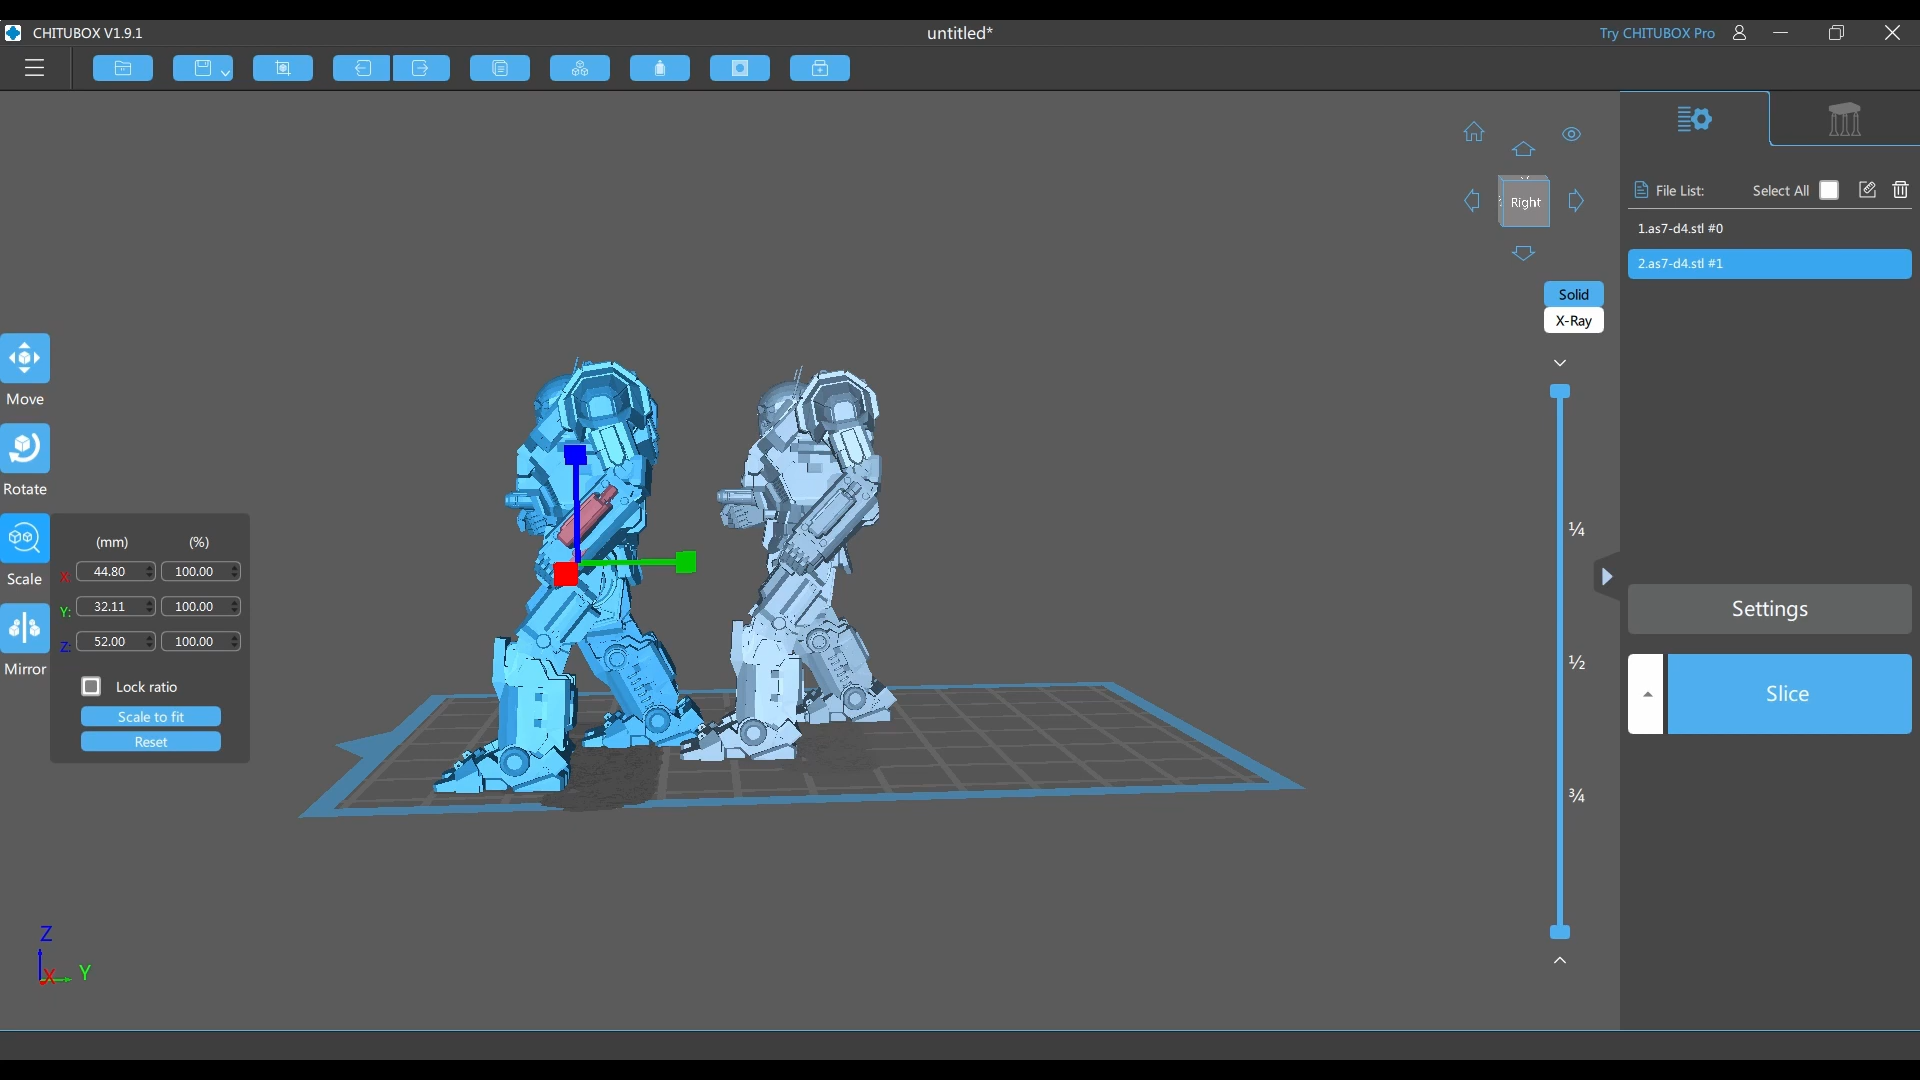 CHITUBOX V1.9.1
untitled*
Try CHITUBOX Pro
Right
Solid
X-Ray
¼
½
¾
Move
Rotate
Scale
Mirror
(mm) (%)
X: 44.80 100.00
Y: 32.11 100.00
Z: 52.00 100.00
Lock ratio
Scale to fit
Reset
Z
X Y
File List: Select All
1.as7-d4.stl #0
2.as7-d4.stl #1
Settings
Slice